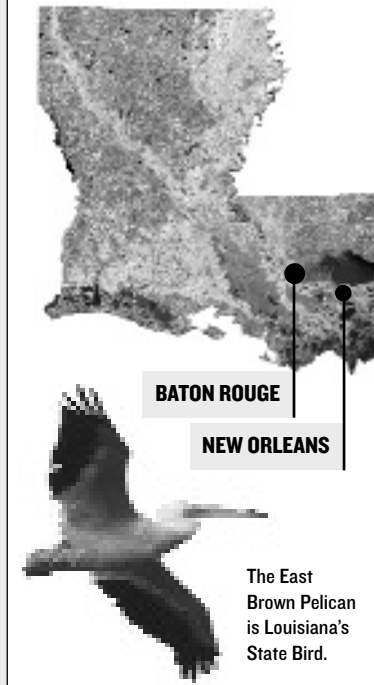 BATON ROUGE
NEW ORLEANS
The East
Brown Pelican
is Louisiana's
State Bird.